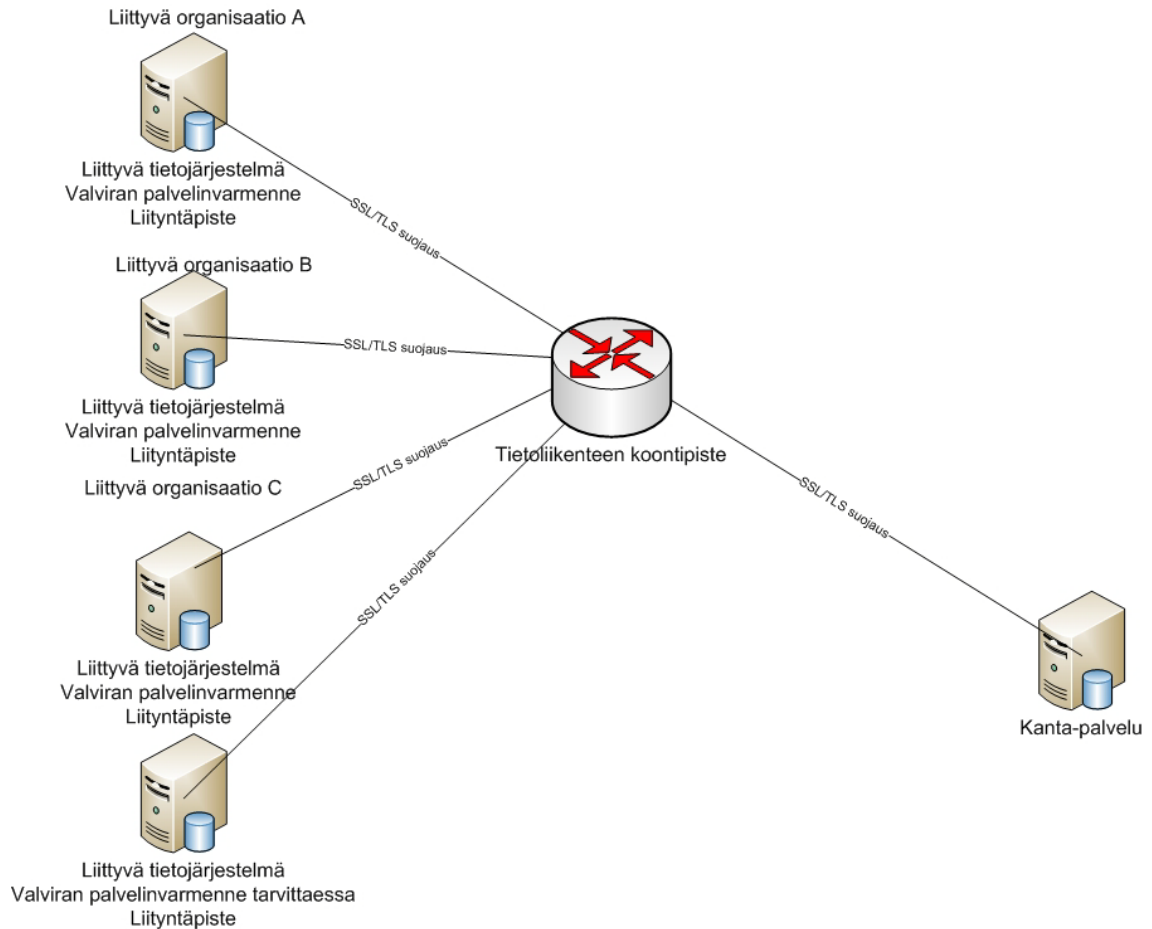 Liittyvä organisaatio A
Liittyvä tietojärjestelmä
Valviran palvelinvarmenne
Liityntäpiste
SSL/TLS suojaus
Liittyvä organisaatio B
SSL/TLS suojaus
Liittyvä tietojärjestelmä
Valviran palvelinvarmenne
Liityntäpiste
Tietoliikenteen koontipiste
SSL/TLS suojaus
Liittyvä organisaatio C
SSL/TLS suojaus
SSL/TLS suojaus
Liittyvä tietojärjestelmä
Valviran palvelinvarmenne
Liityntäpiste
Kanta-palvelu
Liittyvä tietojärjestelmä
Valviran palvelinvarmenne tarvittaessa
Liityntäpiste